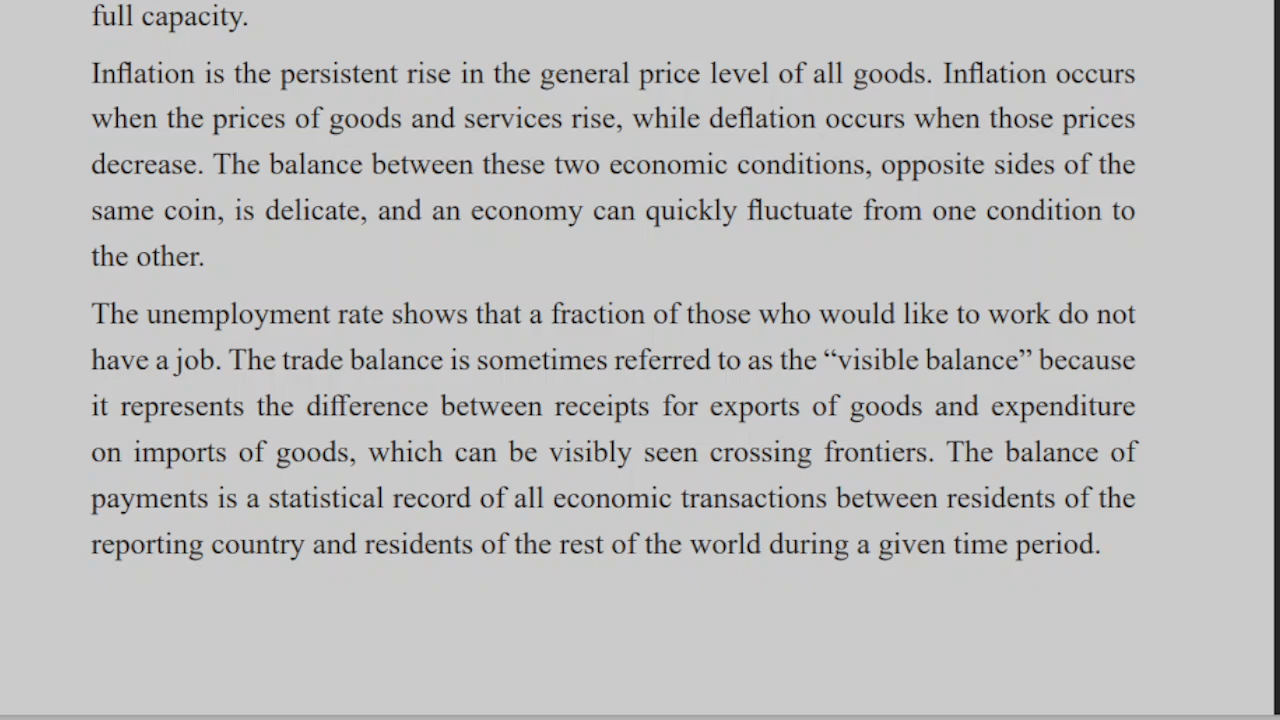 full capacity.
Inflation is the persistent rise in the general price level of all goods. Inflation occurs
when the prices of goods and services rise, while deflation occurs when those prices
decrease. The balance between these two economic conditions, opposite sides of the
same coin, is delicate, and an economy can quickly fluctuate from one condition to
the other.
The unemployment rate shows that a fraction of those who would like to work do not
have a job. The trade balance is sometimes referred to as the “visible balance” because
it represents the difference between receipts for exports of goods and expenditure
on imports of goods, which can be visibly seen crossing frontiers. The balance of
payments is a statistical record of all economic transactions between residents of the
reporting country and residents of the rest of the world during a given time period.